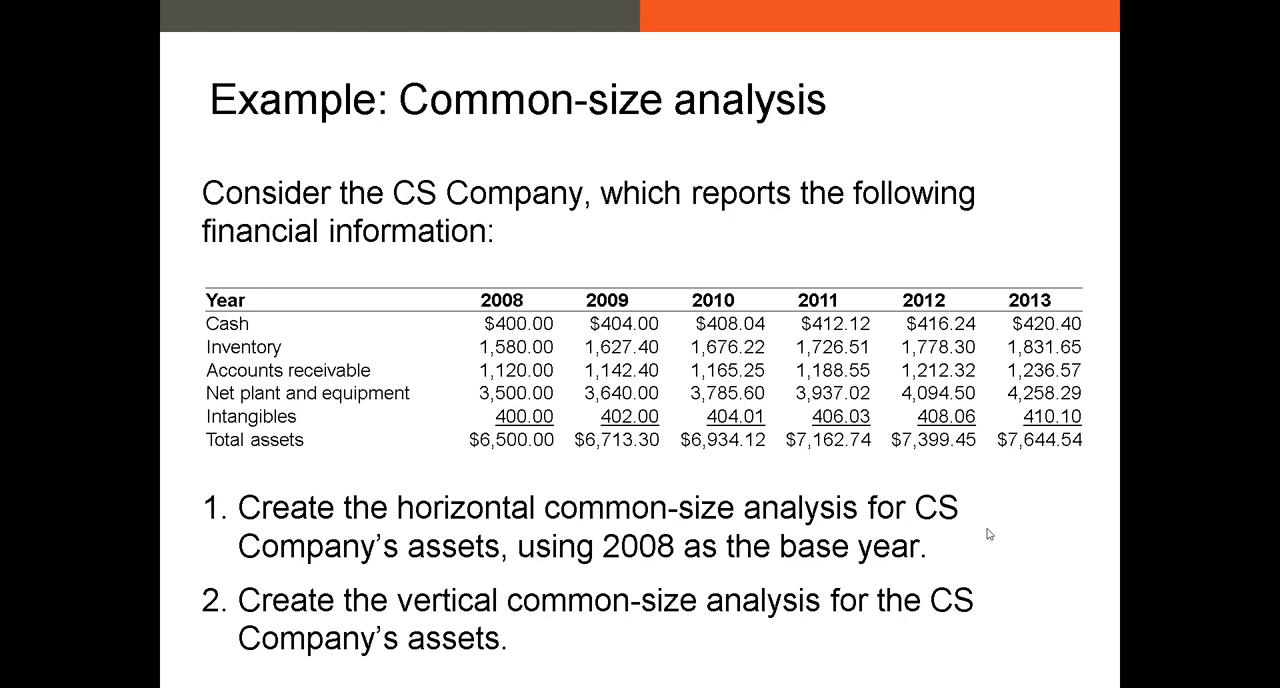 Example: Common-size analysis
Consider the CS Company, which reports the following
financial information:
Year 2008 2009 2010 2011 2012 2013
Cash $400.00 $404.00 $408.04 $412.12 $416.24 $420.40
Inventory 1,580.00 1,627.40 1,676.22 1,726.51 1,778.30 1,831.65
Accounts receivable 1,120.00 1,142.40 1,165.25 1,188.55 1,212.32 1,236.57
Net plant and equipment 3,500.00 3,640.00 3,785.60 3,937.02 4,094.50 4,258.29
Intangibles 400.00 402.00 404.01 406.03 408.06 410.10
Total assets $6,500.00 $6,713.30 $6,934.12 $7,162.74 $7,399.45 $7,644.54
1. Create the horizontal common-size analysis for CS
Company’s assets, using 2008 as the base year.
2. Create the vertical common-size analysis for the CS
Company’s assets.